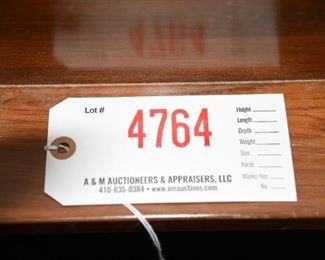 Lot #
4764
Height
Length
Depth
Weight
Size
Karat
Works Yes
No
A & M AUCTIONEERS & APPRAISERS, LLC
410-835-0384 • www.amauctions.com